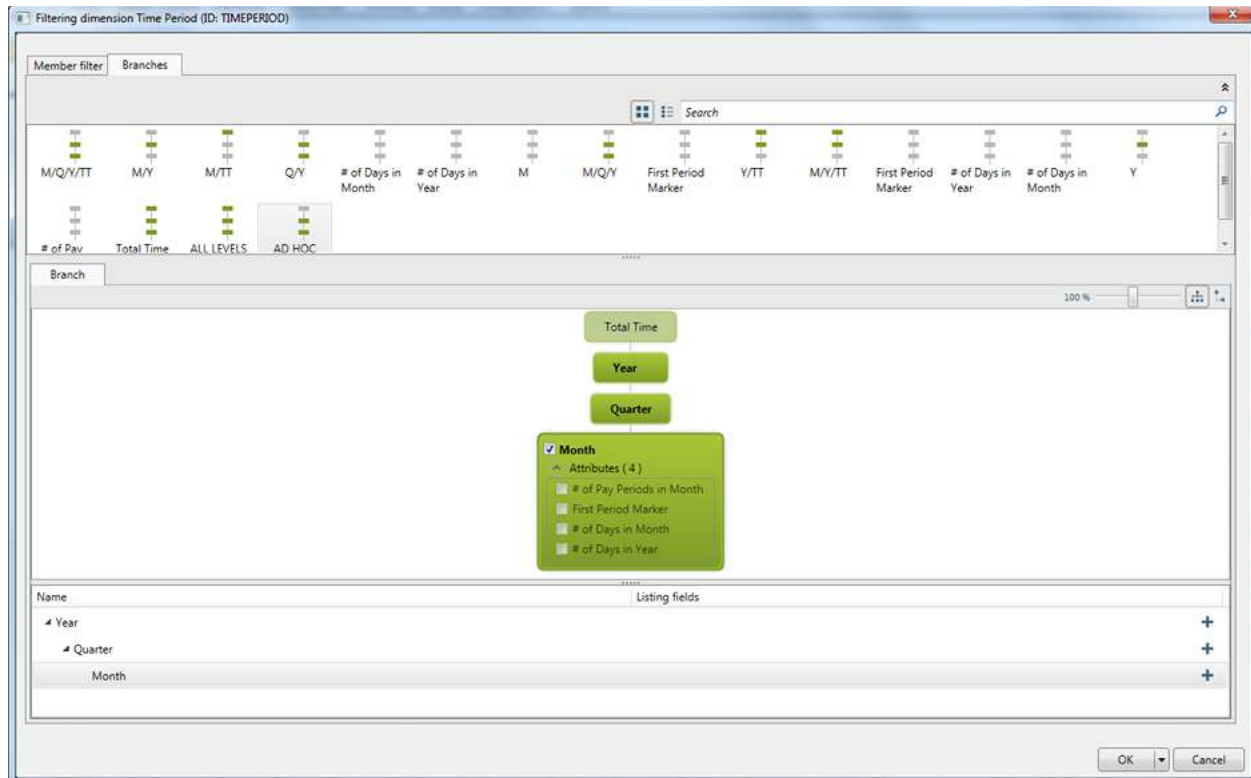 Filtering dimension Time Period (ID: TIMEPERIOD)
Member filter Branches
Search
M/Q/Y/TT M/Y M/TT Q/Y # of Days in # of Days in M M/Q/Y First Period Y/TT M/Y/TT First Period # of Days in # of Days in Y
Month Year Marker Marker Year Month
# of Pay Total Time ALL LEVELS AD HOC
Branch
100 %
Total Time
Year
Quarter
Month
Attributes ( 4 )
# of Pay Periods in Month
First Period Marker
# of Days in Month
# of Days in Year
Name Listing fields
Year
Quarter
Month
OK Cancel